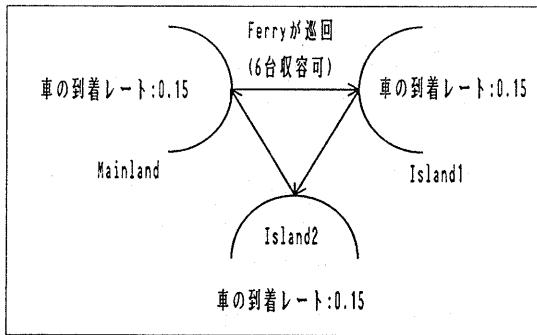 Ferryが巡回
(6台収容可)
車の到着レート:0.15
車の到着レート:0.15
Mainland
Island1
Island2
車の到着レート:0.15